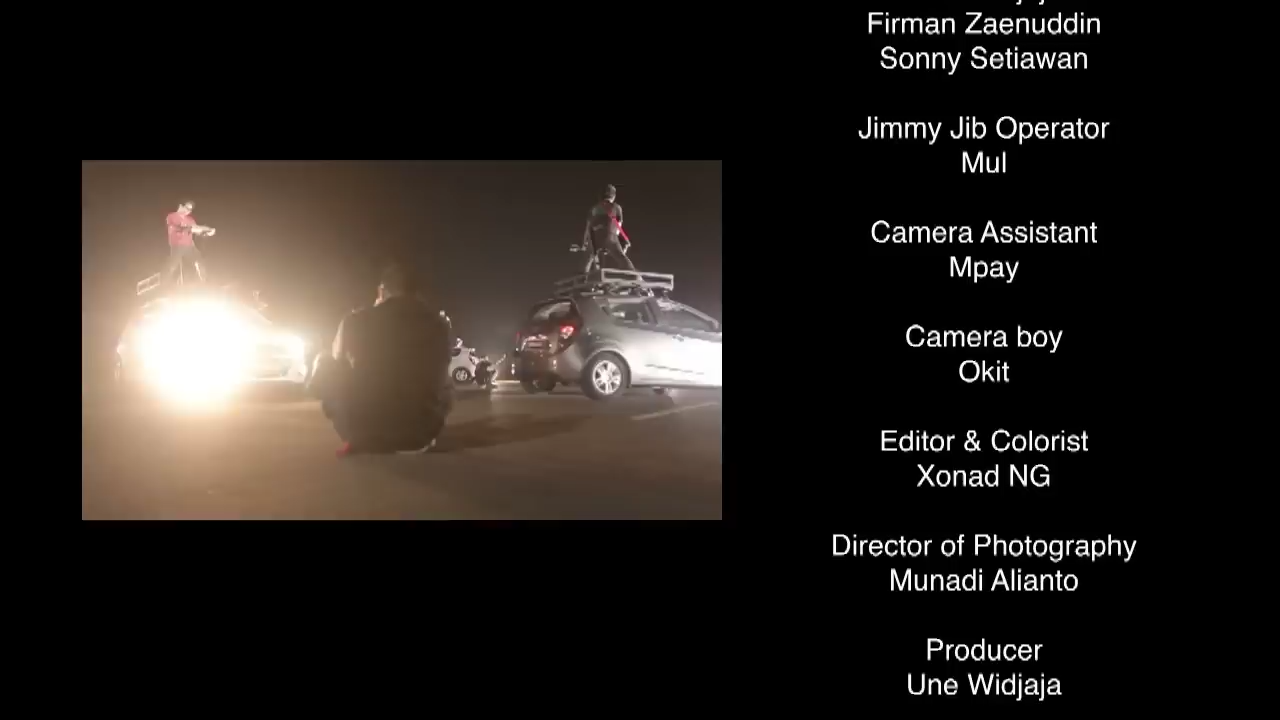 Firman Zaenuddin
Sonny Setiawan
Jimmy Jib Operator
Mul
Camera Assistant
Mpay
Camera boy
Okit
Editor & Colorist
Xonad NG
Director of Photography
Munadi Alianto
Producer
Une Widjaja